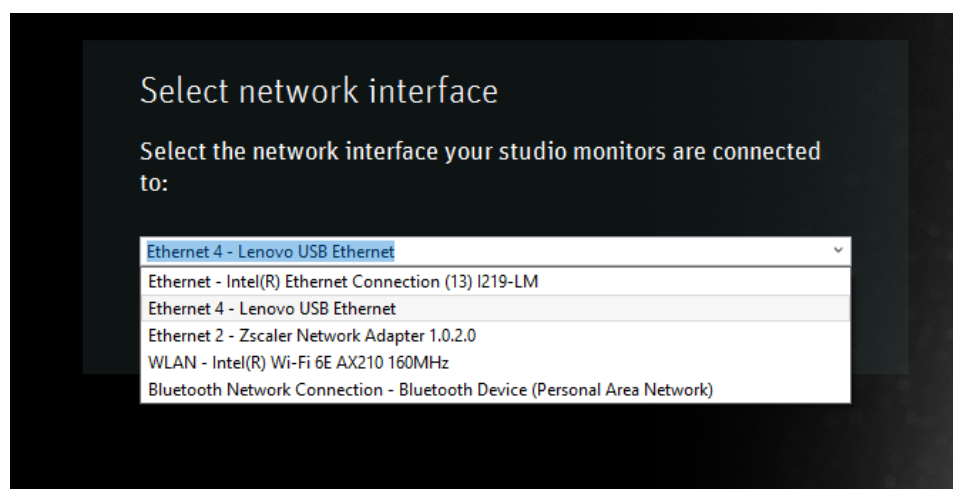 Select network interface
Select the network interface your studio monitors are connected
to:
Ethernet 4 - Lenovo USB Ethernet
Ethernet - Intel(R) Ethernet Connection (13) I219-LM
Ethernet 4 - Lenovo USB Ethernet
Ethernet 2 - Zscaler Network Adapter 1.0.2.0
WLAN - Intel(R) Wi-Fi 6E AX210 160MHz
Bluetooth Network Connection - Bluetooth Device (Personal Area Network)